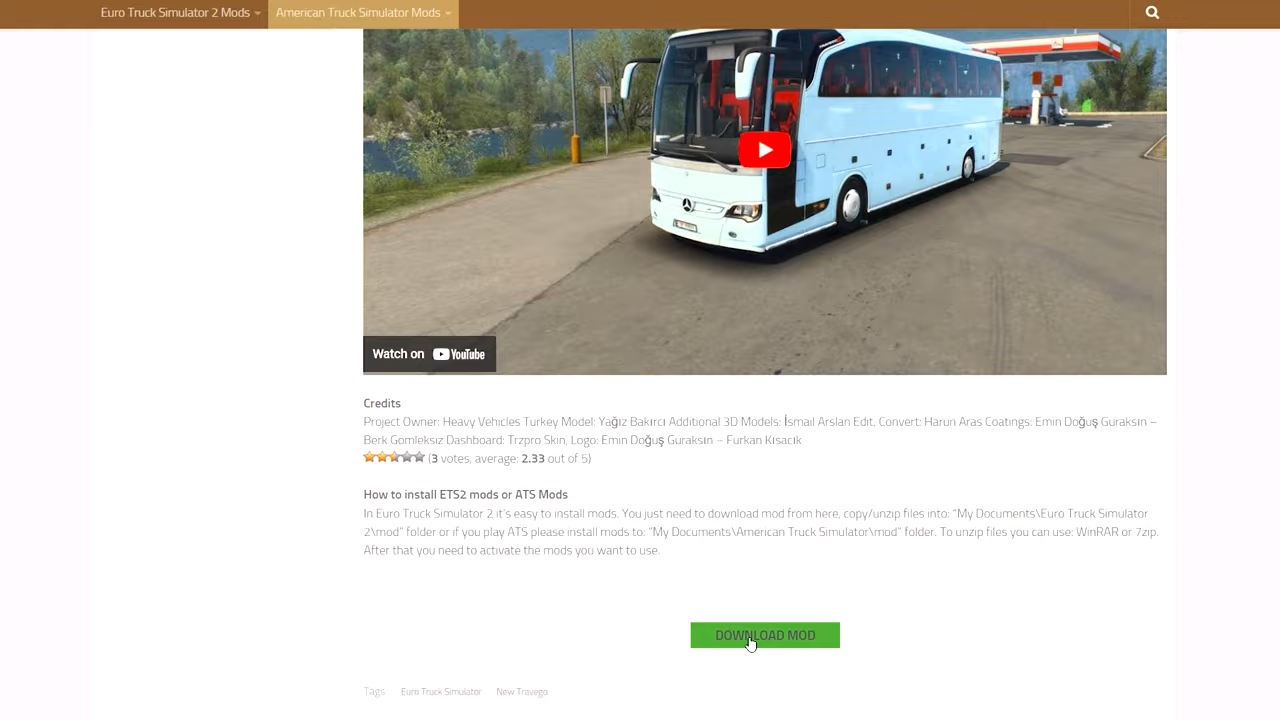 Euro Truck Simulator 2 Mods American Truck Simulator Mods
Watch on YouTube
Credits
Project Owner: Heavy Vehicles Turkey Model: Yağız Bakırcı Additional 3D Models: İsmail Arslan Edit, Convert: Harun Aras Coatings: Emin Doğuş Guraksın –
Berk Gomleksiz Dashboard: Trzpro Skin, Logo: Emin Doğuş Guraksın – Furkan Kısacık
(3 votes, average: 2.33 out of 5)
How to install ETS2 mods or ATS Mods
In Euro Truck Simulator 2 it's easy to install mods. You just need to download mod from here, copy/unzip files into: “My Documents\Euro Truck Simulator
2\mod” folder or if you play ATS please install mods to: “My Documents\American Truck Simulator\mod” folder. To unzip files you can use: WinRAR or 7zip.
After that you need to activate the mods you want to use.
DOWNLOAD MOD
Tags Euro Truck Simulator New Travego